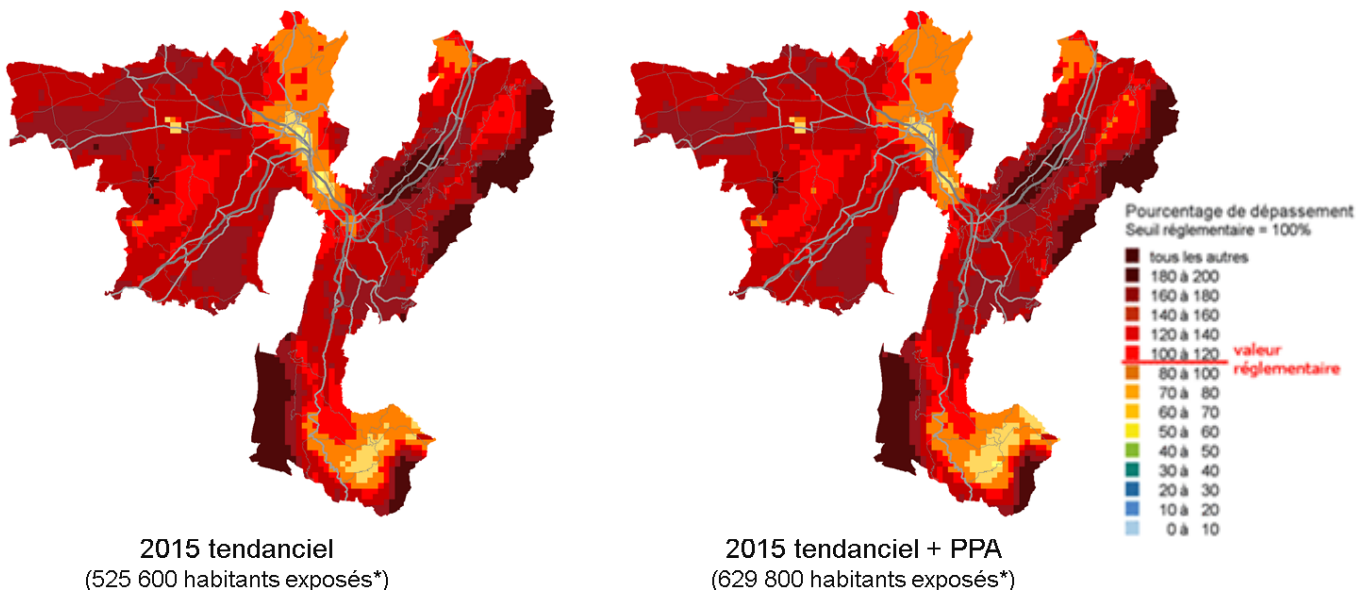 Pourcentage de dépassement
Seuil réglementaire = 100%
tous les autres
180 à 200
160 à 180
140 à 160
120 à 140
100 à 120
valeur
réglementaire
80 à 100
70 à 80
60 à 70
50 à 60
40 à 50
30 à 40
20 à 30
10 à 20
0 à 10
2015 tendanciel
(525 600 habitants exposés*)
2015 tendanciel + PPA
(629 800 habitants exposés*)